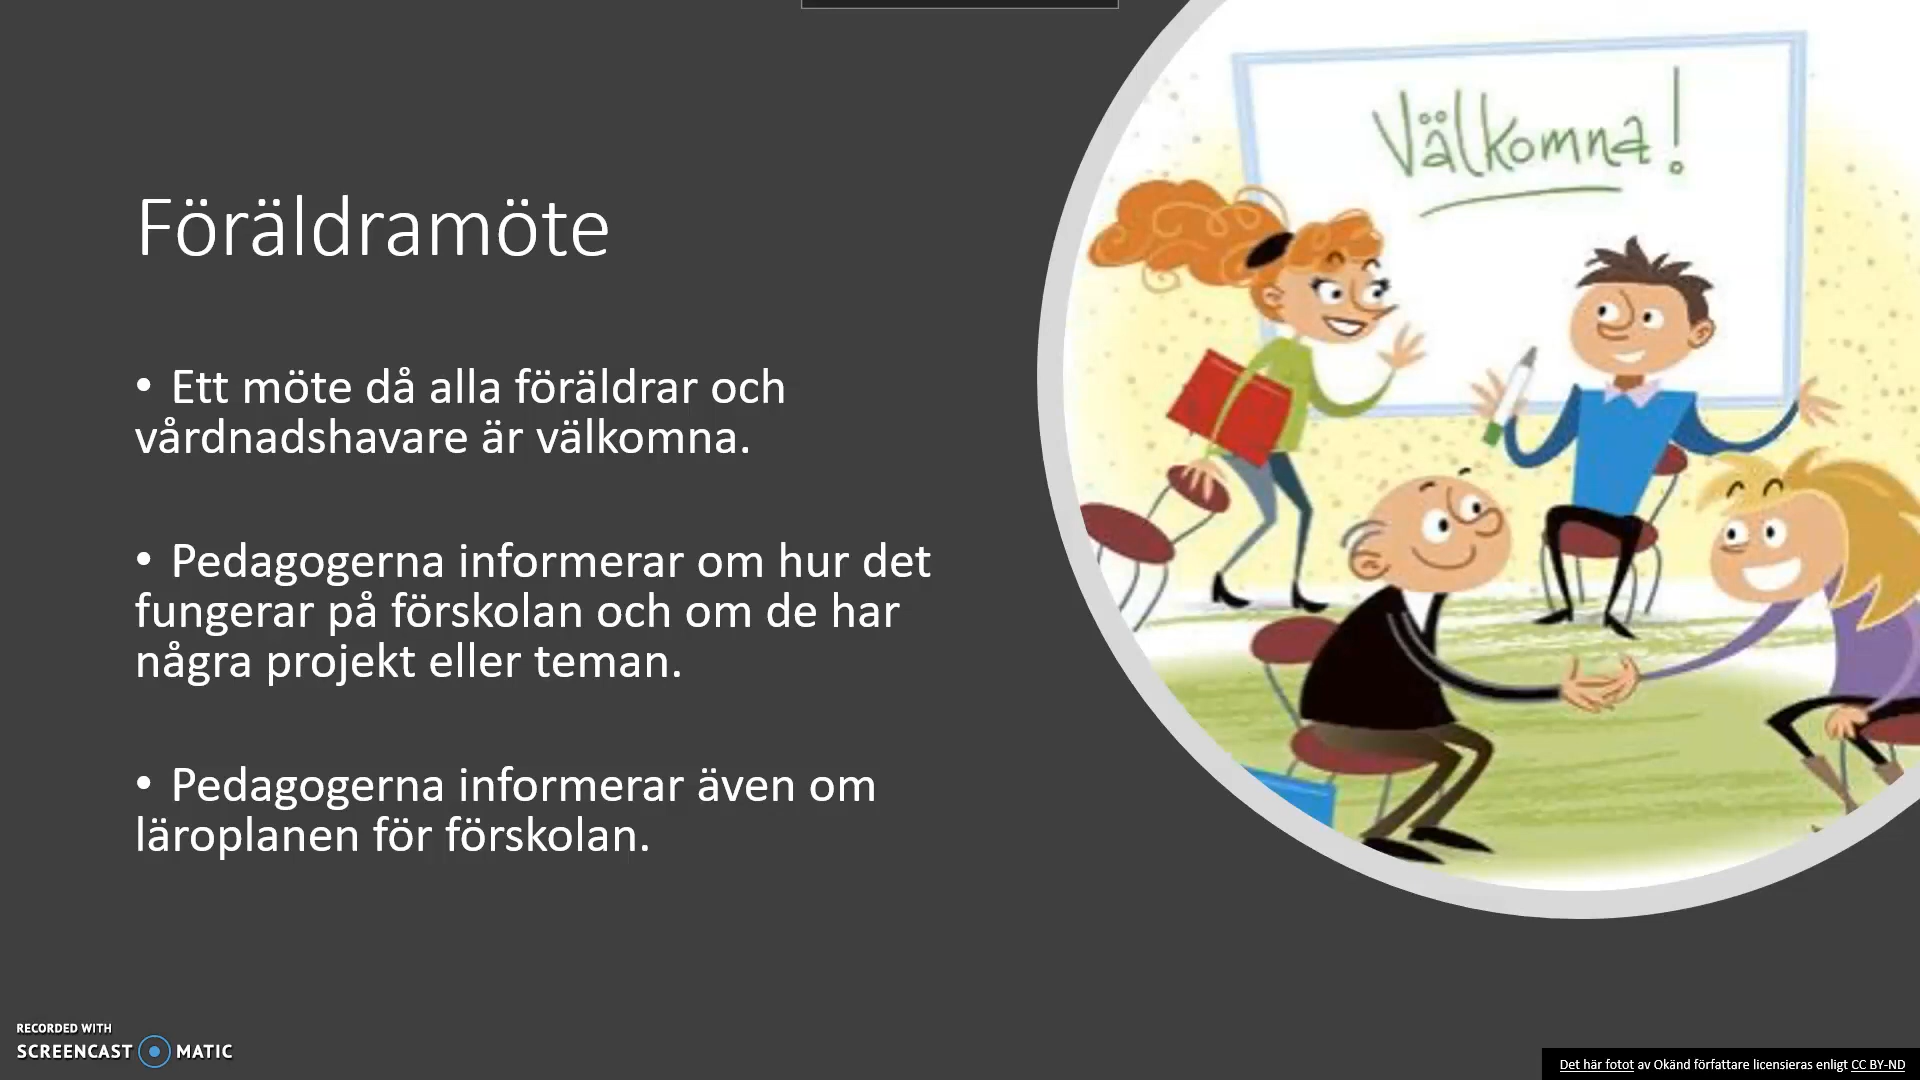 Välkomna!
Föräldramöte
• Ett möte då alla föräldrar och
vårdnadshavare är välkomna.
• Pedagogerna informerar om hur det
fungerar på förskolan och om de har
några projekt eller teman.
• Pedagogerna informerar även om
läroplanen för förskolan.
RECORDED WITH
SCREENCAST MATIC
Det här fotot av Okänd författare licensieras enligt CC BY-ND